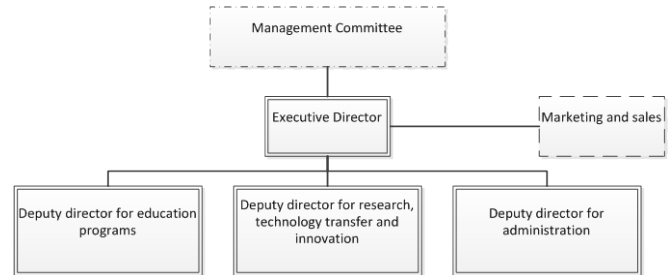 Management Committee
Executive Director
Marketing and sales
Deputy director for education
programs
Deputy director for research,
technology transfer and
innovation
Deputy director for
administration